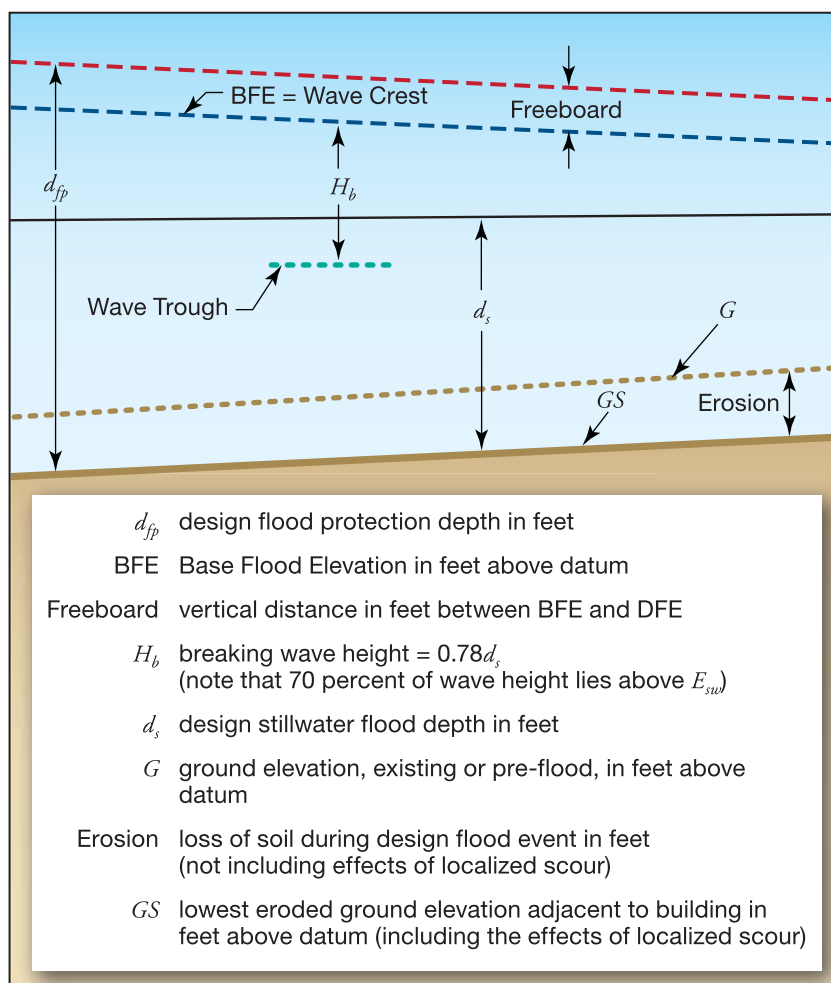 BFE = Wave Crest
Freeboard
d_fp
H_b
Wave Trough
d_s
G
GS
Erosion
d_fp design flood protection depth in feet
BFE Base Flood Elevation in feet above datum
Freeboard vertical distance in feet between BFE and DFE
H_b breaking wave height = 0.78d_s
(note that 70 percent of wave height lies above E_sw)
d_s design stillwater flood depth in feet
G ground elevation, existing or pre-flood, in feet above
datum
Erosion loss of soil during design flood event in feet
(not including effects of localized scour)
GS lowest eroded ground elevation adjacent to building in
feet above datum (including the effects of localized scour)